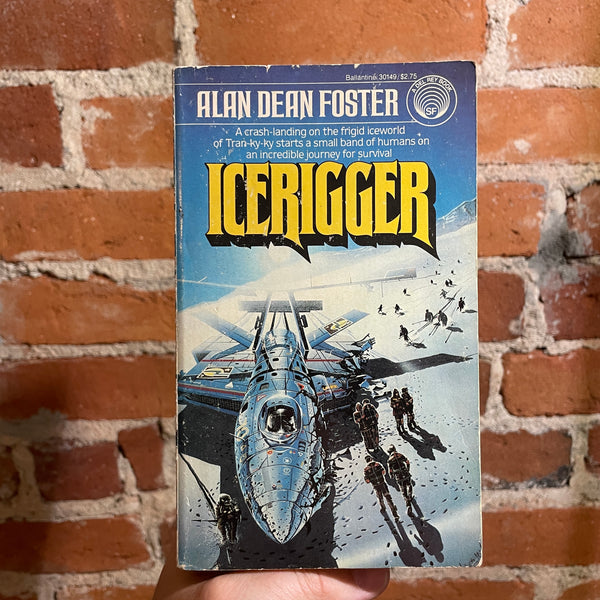 Ballantine 30149/$2.75
ALAN DEAN FOSTER
A DEL REY BOOK
SF
A crash-landing on the frigid iceworld
of Tran-ky-ky starts a small band of humans on
an incredible journey for survival
ICERIGGER